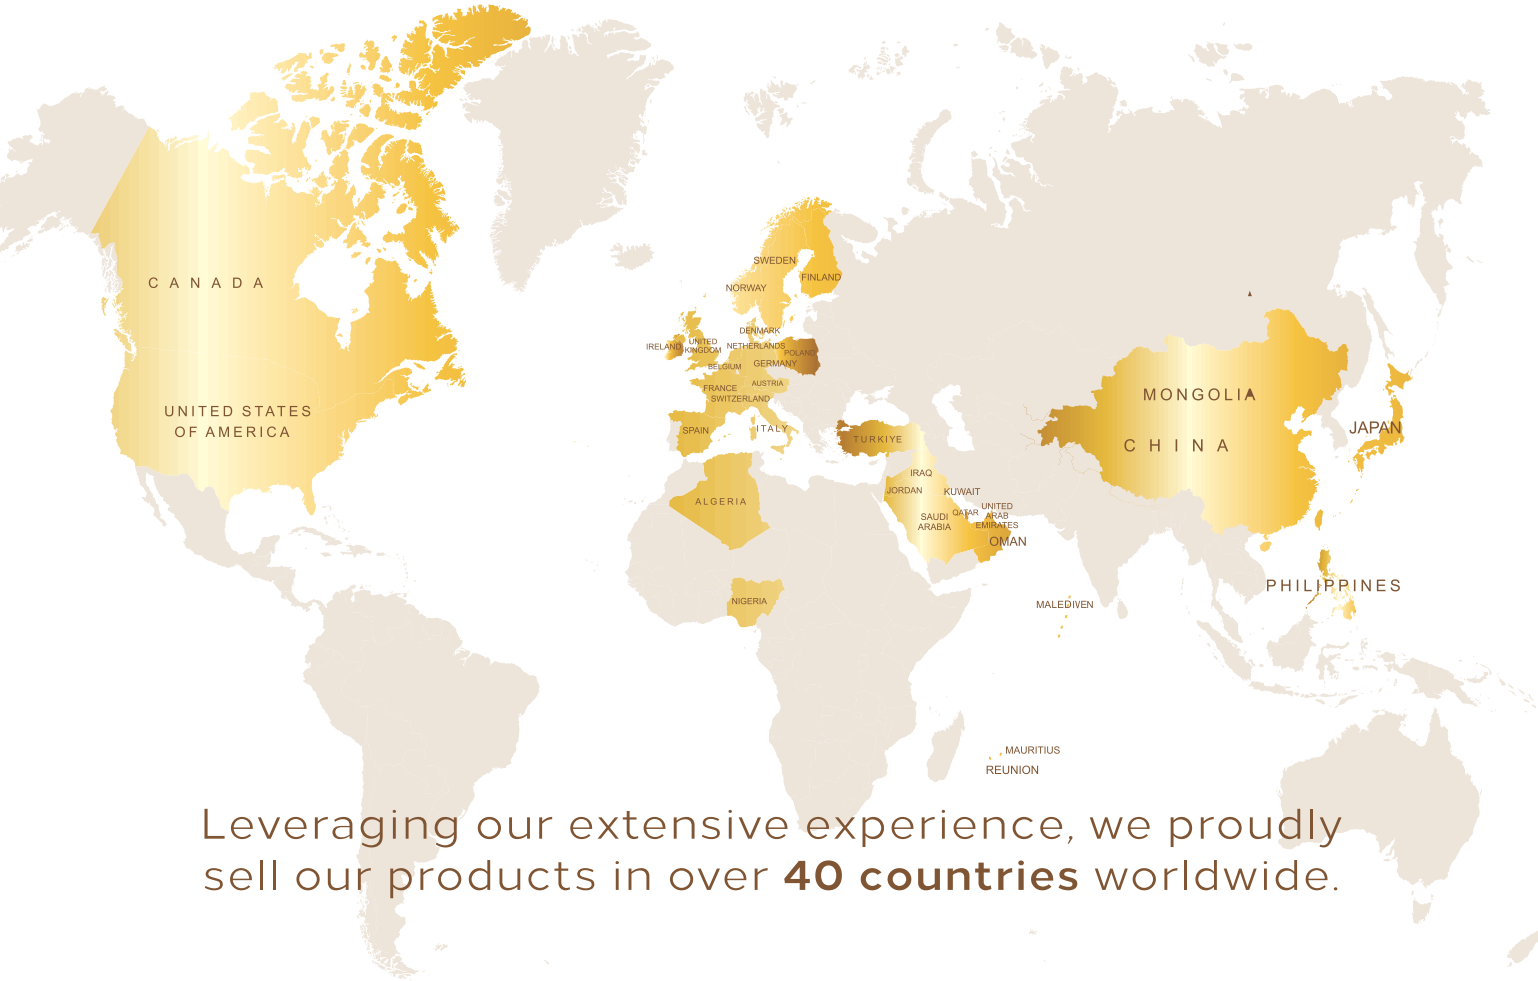 CANADA
UNITED STATES
OF AMERICA
SWEDEN
FINLAND
NORWAY
DENMARK
IRELAND
UNITED
KINGDOM
NETHERLANDS
POLAND
BELGIUM
GERMANY
FRANCE
AUSTRIA
SWITZERLAND
SPAIN
ITALY
TURKIYE
ALGERIA
NIGERIA
IRAQ
JORDAN
KUWAIT
SAUDI
ARABIA
QATAR
UNITED
ARAB
EMIRATES
OMAN
MONGOLIA
CHINA
JAPAN
PHILIPPINES
MALEDIVEN
MAURITIUS
REUNION
Leveraging our extensive experience, we proudly
sell our products in over 40 countries worldwide.